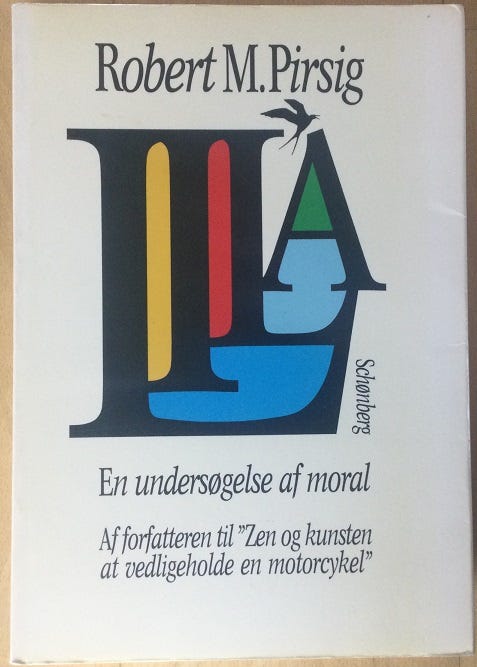 Robert M. Pirsig
LILA
Schønberg
En undersøgelse af moral
Af forfatteren til "Zen og kunsten
at vedligeholde en motorcykel"